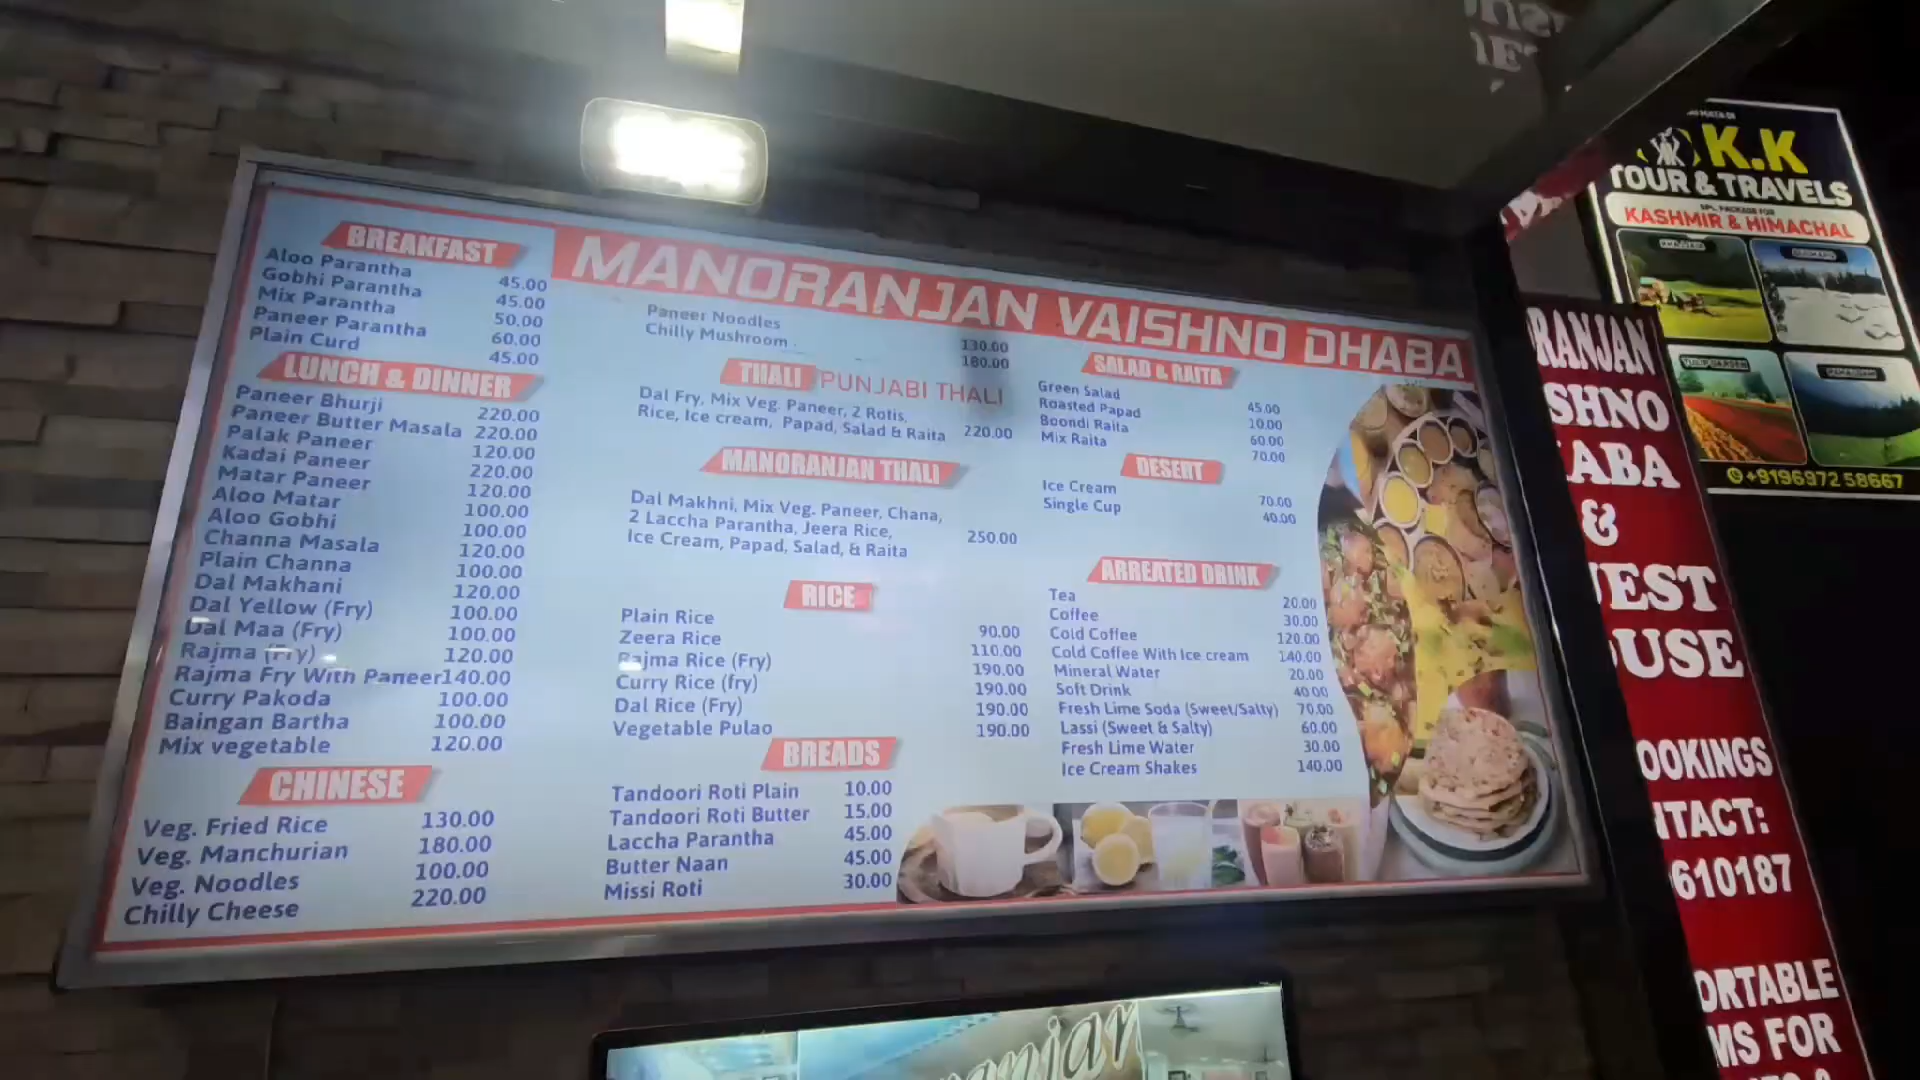 MANORANJAN VAISHNO DHABA
BREAKFAST
Aloo Parantha 45.00
Gobhi Parantha 45.00
Mix Parantha 50.00
Paneer Parantha 60.00
Plain Curd 45.00
LUNCH & DINNER
Paneer Bhurji 220.00
Paneer Butter Masala 220.00
Palak Paneer 120.00
Kadai Paneer 220.00
Matar Paneer 120.00
Aloo Matar 100.00
Aloo Gobhi 100.00
Channa Masala 120.00
Plain Channa 100.00
Dal Makhani 120.00
Dal Yellow (Fry) 100.00
Dal Maa (Fry) 100.00
Rajma (Fry) 120.00
Rajma Fry With Paneer 140.00
Curry Pakoda 100.00
Baingan Bartha 100.00
Mix vegetable 120.00
CHINESE
Veg. Fried Rice 130.00
Veg. Manchurian 180.00
Veg. Noodles 100.00
Chilly Cheese 220.00
Paneer Noodles 130.00
Chilly Mushroom 180.00
THALI PUNJABI THALI
Dal Fry, Mix Veg. Paneer, 2 Rotis,
Rice, Ice cream, Papad, Salad & Raita 220.00
MANORANJAN THALI
Dal Makhni, Mix Veg. Paneer, Chana,
2 Laccha Parantha, Jeera Rice, 250.00
Ice Cream, Papad, Salad, & Raita
RICE
Plain Rice 90.00
Zeera Rice 110.00
Rajma Rice (Fry) 190.00
Curry Rice (fry) 190.00
Dal Rice (Fry) 190.00
Vegetable Pulao 190.00
BREADS
Tandoori Roti Plain 10.00
Tandoori Roti Butter 15.00
Laccha Parantha 45.00
Butter Naan 45.00
Missi Roti 30.00
SALAD & RAITA
Green Salad 45.00
Roasted Papad 10.00
Boondi Raita 60.00
Mix Raita 70.00
DESERT
Ice Cream 70.00
Single Cup 40.00
ARREATED DRINK
Tea 20.00
Coffee 30.00
Cold Coffee 120.00
Cold Coffee With Ice cream 140.00
Mineral Water 20.00
Soft Drink 40.00
Fresh Lime Soda (Sweet/Salty) 70.00
Lassi (Sweet & Salty) 60.00
Fresh Lime Water 30.00
Ice Cream Shakes 140.00
K.K
TOUR & TRAVELS
SPL. PACKAGE FOR
KASHMIR & HIMACHAL
TULIP GARDEN
PAHALGAM
+9196972 58667
RANJAN
SHNO
ABA
&
UEST
OUSE
OOKINGS
NTACT:
610187
ORTABLE
MS FOR